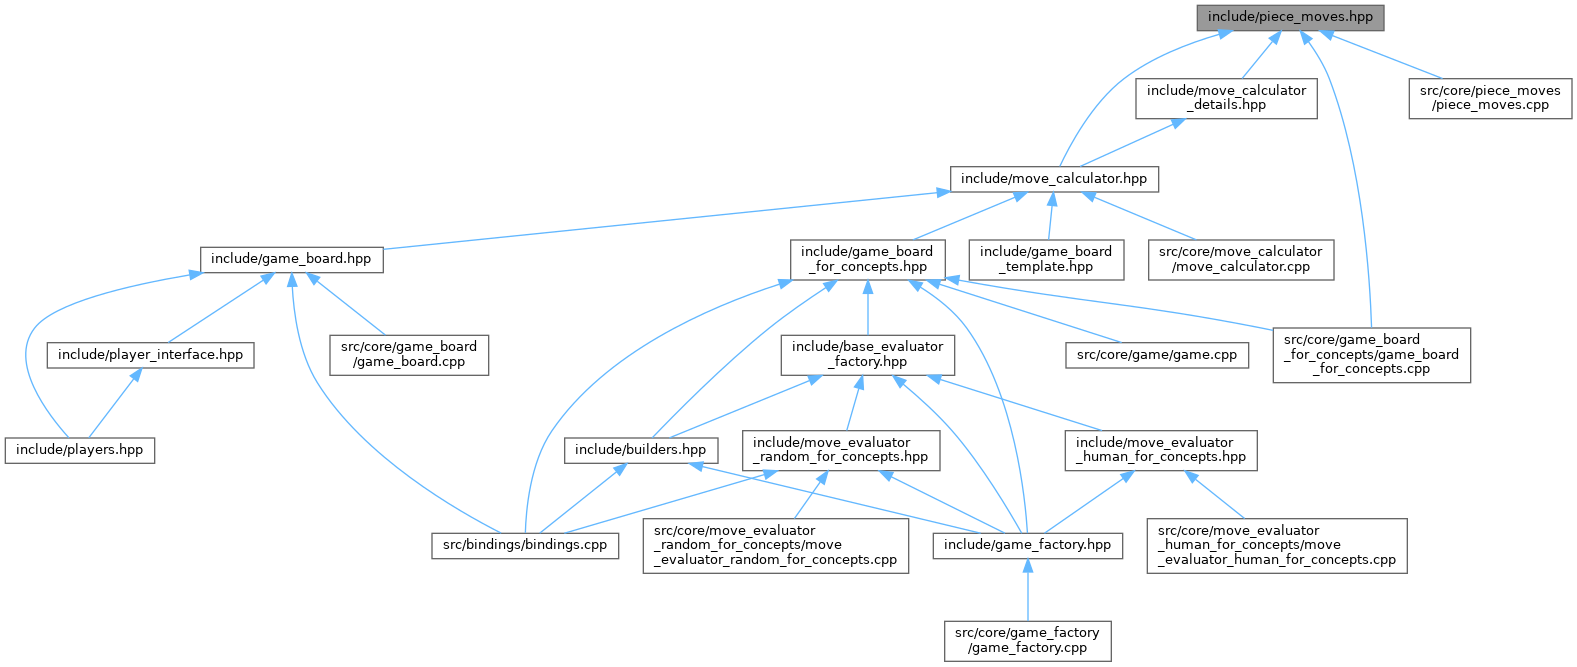 include/piece_moves.hpp
include/move_calculator
_details.hpp
src/core/piece_moves
/piece_moves.cpp
include/move_calculator.hpp
include/game_board.hpp
include/game_board
_for_concepts.hpp
include/game_board
_template.hpp
src/core/move_calculator
/move_calculator.cpp
include/player_interface.hpp
src/core/game_board
/game_board.cpp
include/base_evaluator
_factory.hpp
src/core/game/game.cpp
src/core/game_board
_for_concepts/game_board
_for_concepts.cpp
include/players.hpp
include/builders.hpp
include/move_evaluator
_random_for_concepts.hpp
include/move_evaluator
_human_for_concepts.hpp
src/bindings/bindings.cpp
src/core/move_evaluator
_random_for_concepts/move
_evaluator_random_for_concepts.cpp
include/game_factory.hpp
src/core/move_evaluator
_human_for_concepts/move
_evaluator_human_for_concepts.cpp
src/core/game_factory
/game_factory.cpp